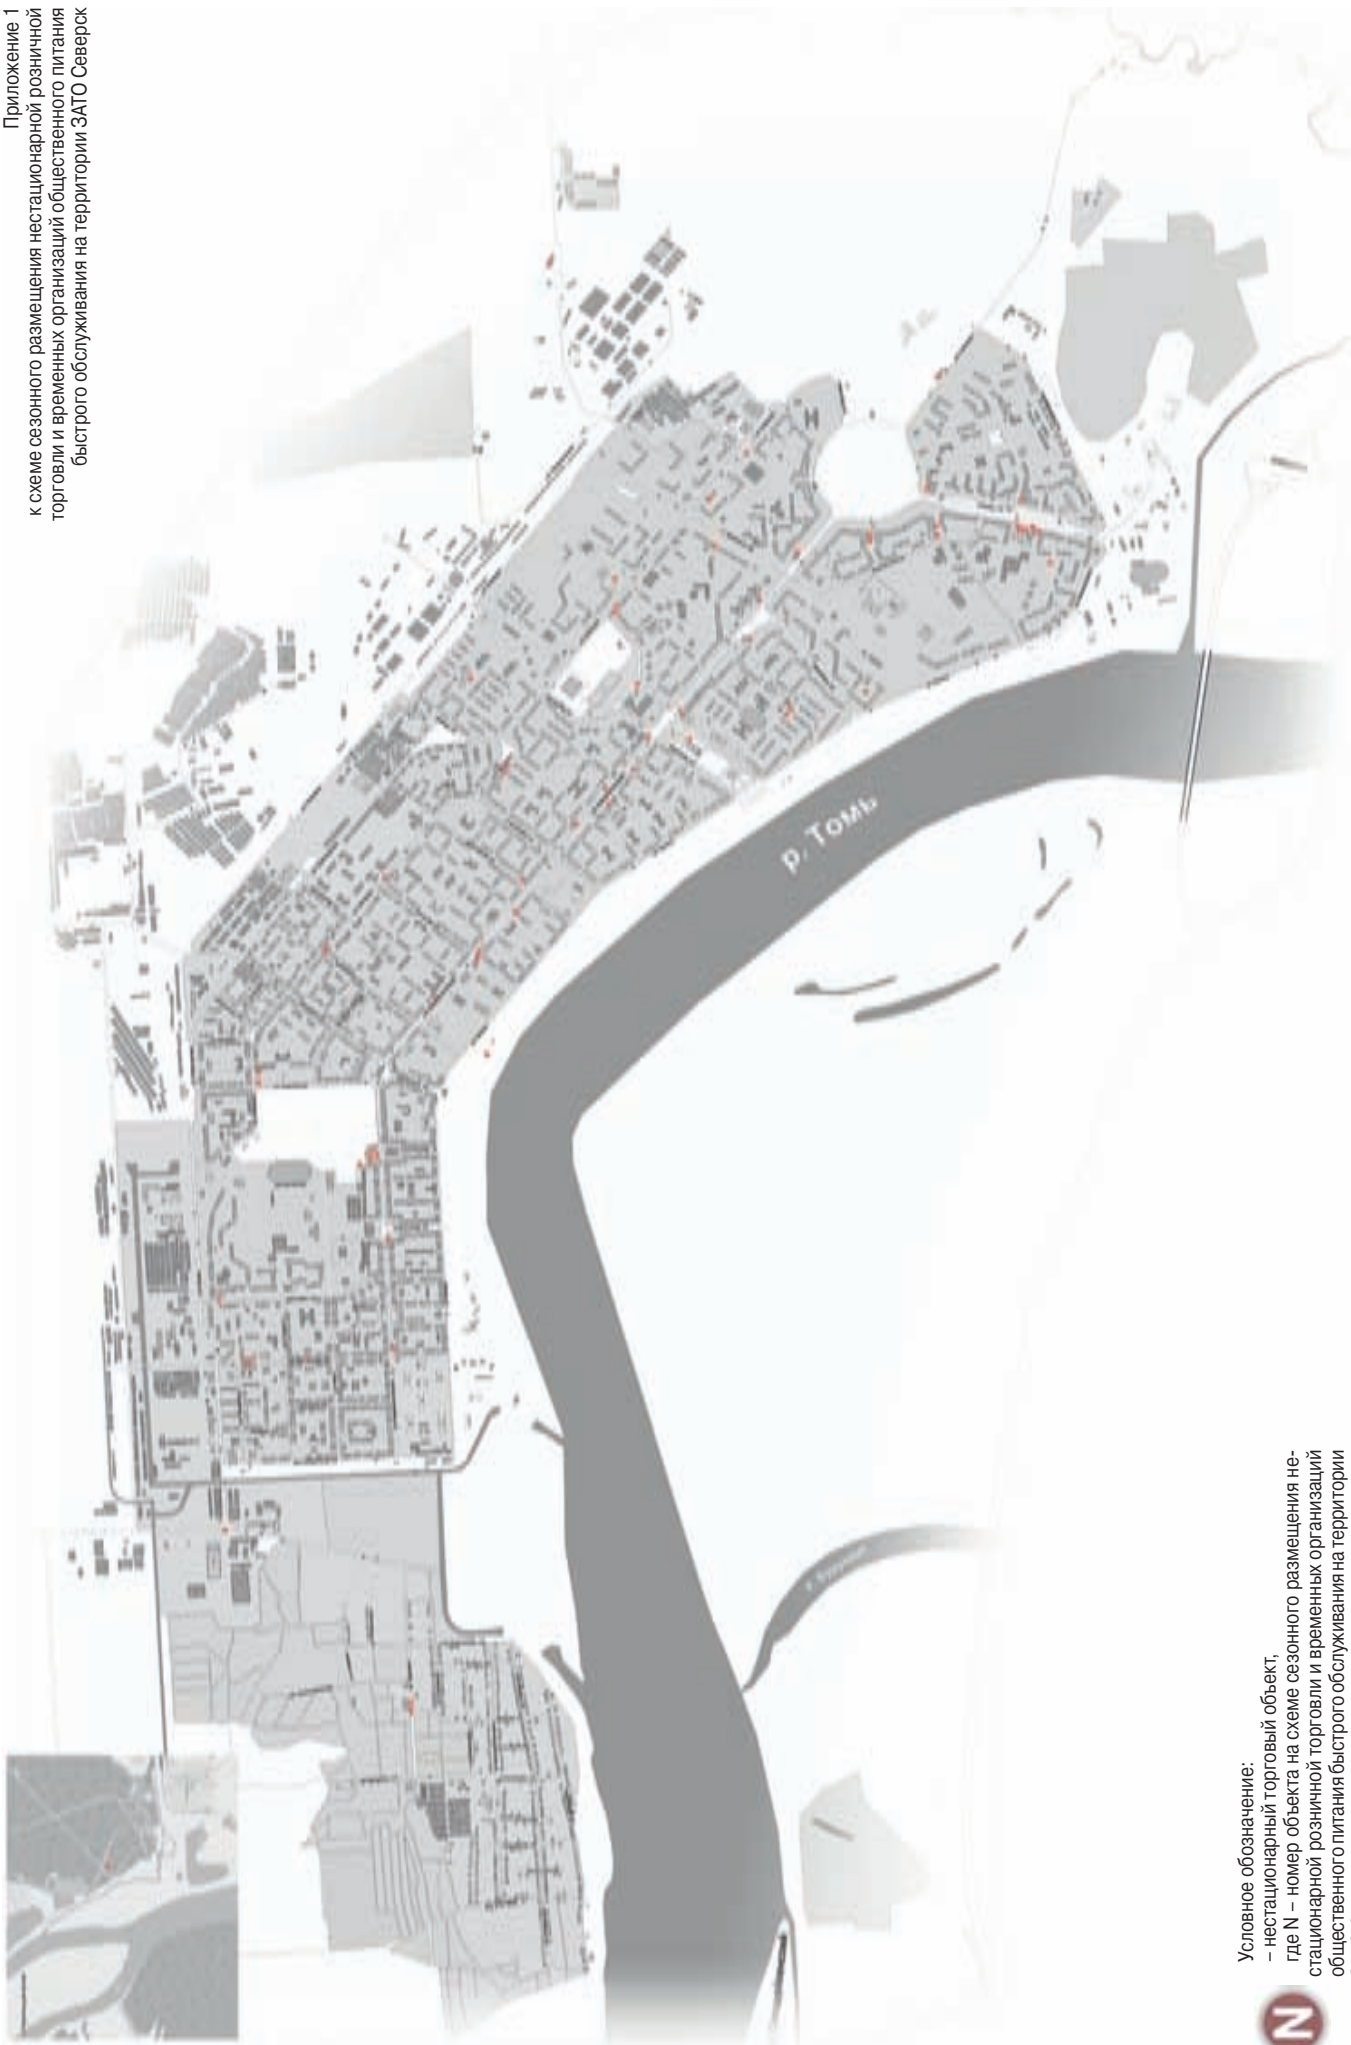 Приложение 1
к схеме сезонного размещения нестационарной розничной
торговли и временных организаций общественного питания
быстрого обслуживания на территории ЗАТО Северск
р. Томь
Условное обозначение:
– нестационарный торговый объект,
где N – номер объекта на схеме сезонного размещения не-
стационарной розничной торговли и временных организаций
общественного питания быстрого обслуживания на территории
N